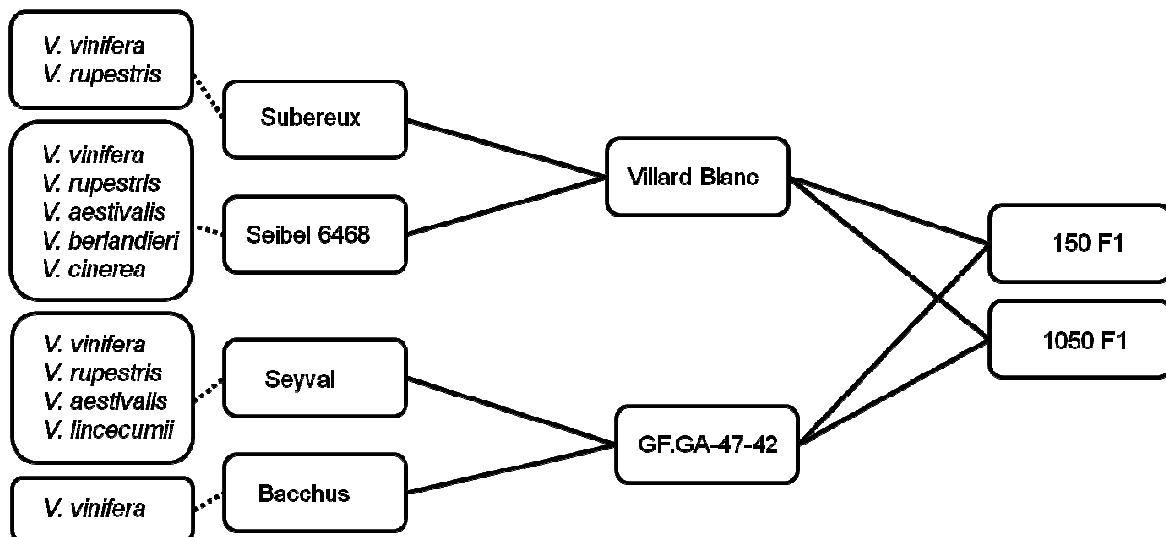 V. vinifera
V. rupestris
Subereux
V. vinifera
V. rupestris
V. aestivalis
V. berlandieri
V. cinerea
Seibel 6468
Villard Blanc
150 F1
1050 F1
V. vinifera
V. rupestris
V. aestivalis
V. lincecumii
Seyval
GF.GA-47-42
Bacchus
V. vinifera